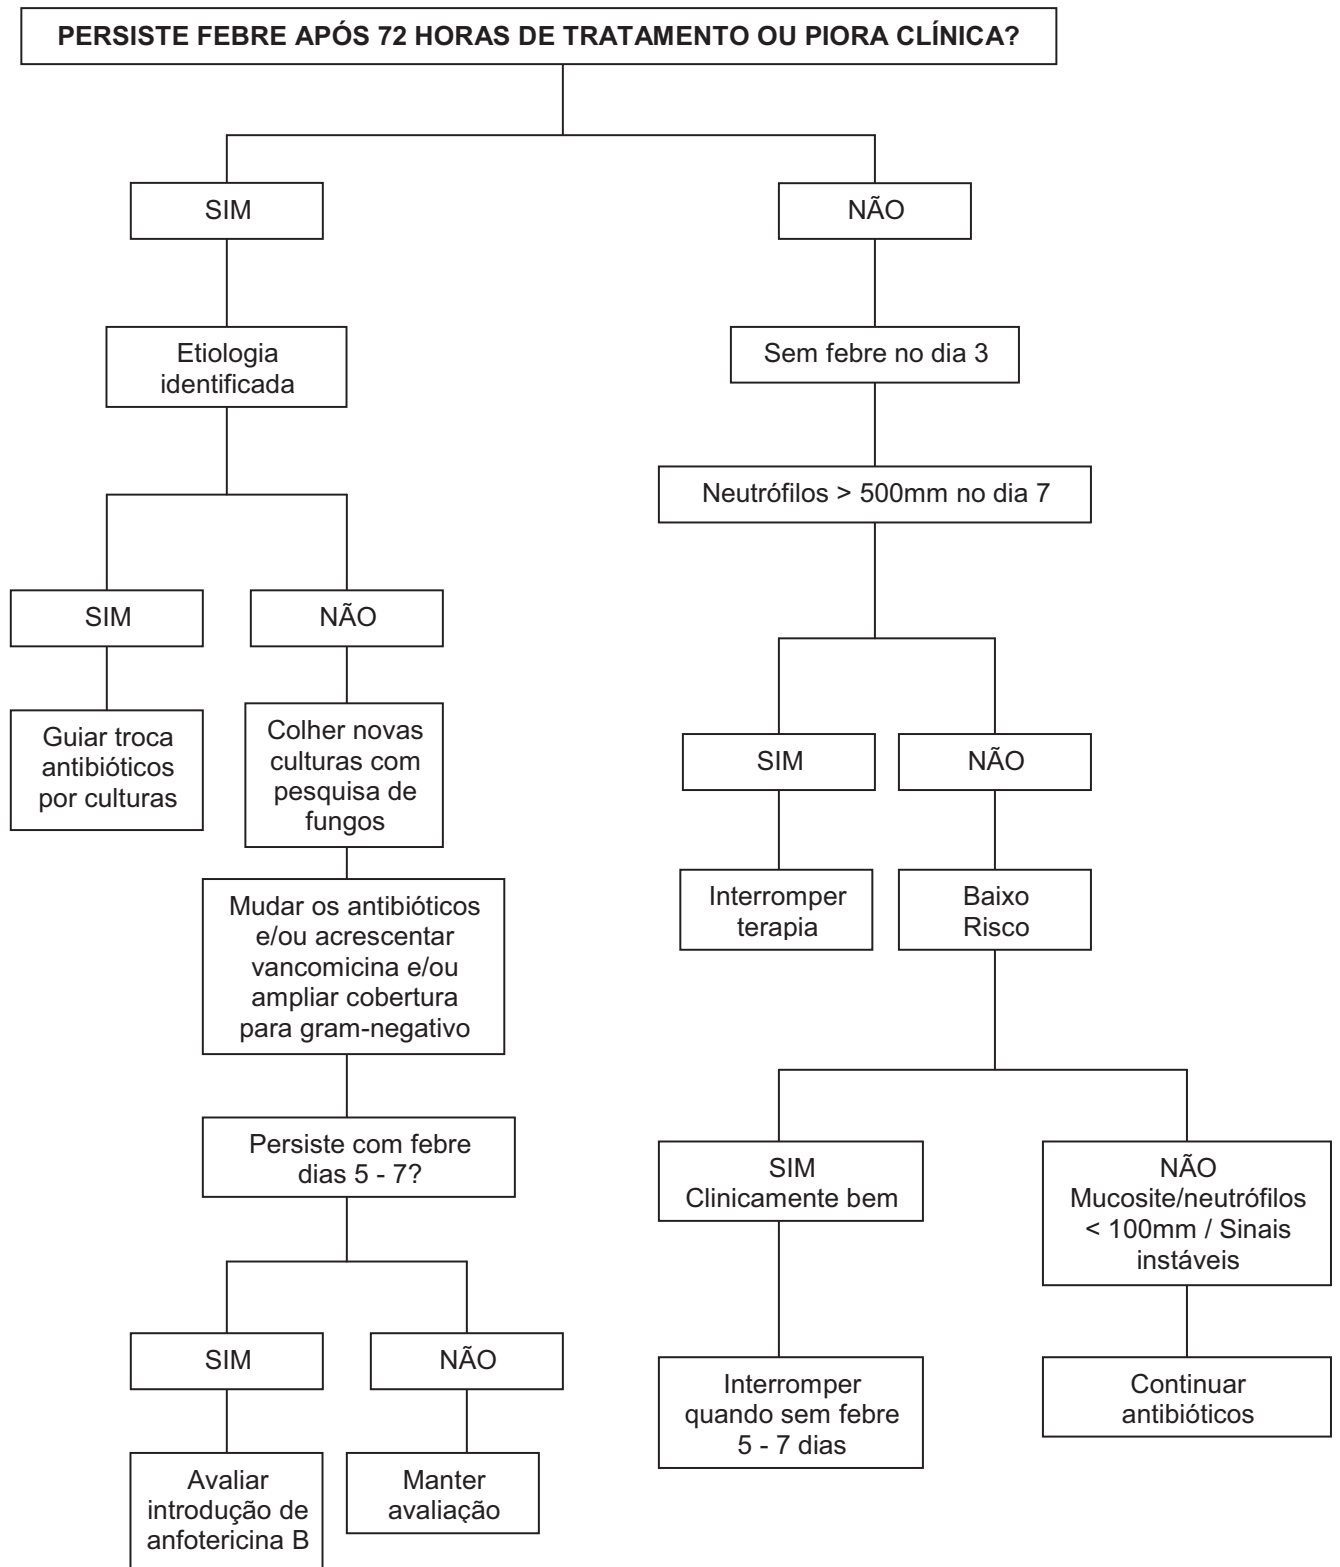 PERSISTE FEBRE APÓS 72 HORAS DE TRATAMENTO OU PIORA CLÍNICA?
SIM
NÃO
Etiologia
identificada
Sem febre no dia 3
Neutrófilos > 500mm no dia 7
SIM
NÃO
Guiar troca
antibióticos
por culturas
Colher novas
culturas com
pesquisa de
fungos
SIM
NÃO
Mudar os antibióticos
e/ou acrescentar
vancomicina e/ou
ampliar cobertura
para gram-negativo
Interromper
terapia
Baixo
Risco
Persiste com febre
dias 5 - 7?
SIM
Clinicamente bem
NÃO
Mucosite/neutrófilos
< 100mm / Sinais
instáveis
SIM
NÃO
Interromper
quando sem febre
5 - 7 dias
Continuar
antibióticos
Avaliar
introdução de
anfotericina B
Manter
avaliação